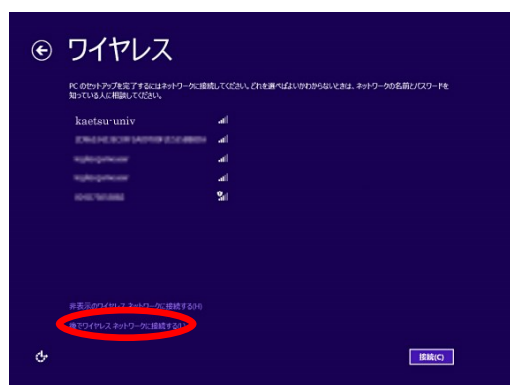 ワイヤレス
PC のセットアップを完了するにはネットワークに接続してください。どれを選べばよいかわからないときは、ネットワークの名前とパスワードを
知っている人に相談してください。
kaetsu-univ
非表示のワイヤレス ネットワークに接続する(H)
後でワイヤレス ネットワークに接続する(L)
接続(C)